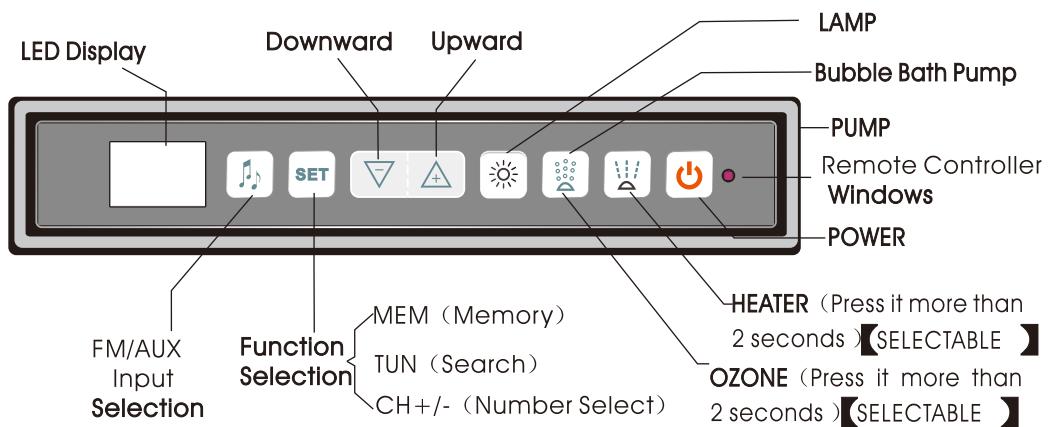 LAMP
LED Display
Downward
Upward
Bubble Bath Pump
PUMP
SET
-
+
Remote Controller
Windows
POWER
HEATER（Press it more than
2 seconds ）【SELECTABLE 】
MEM（Memory）
FM/AUX
Input
Selection
Function
Selection
TUN（Search）
OZONE（Press it more than
2 seconds ）【SELECTABLE 】
CH+/-（Number Select）